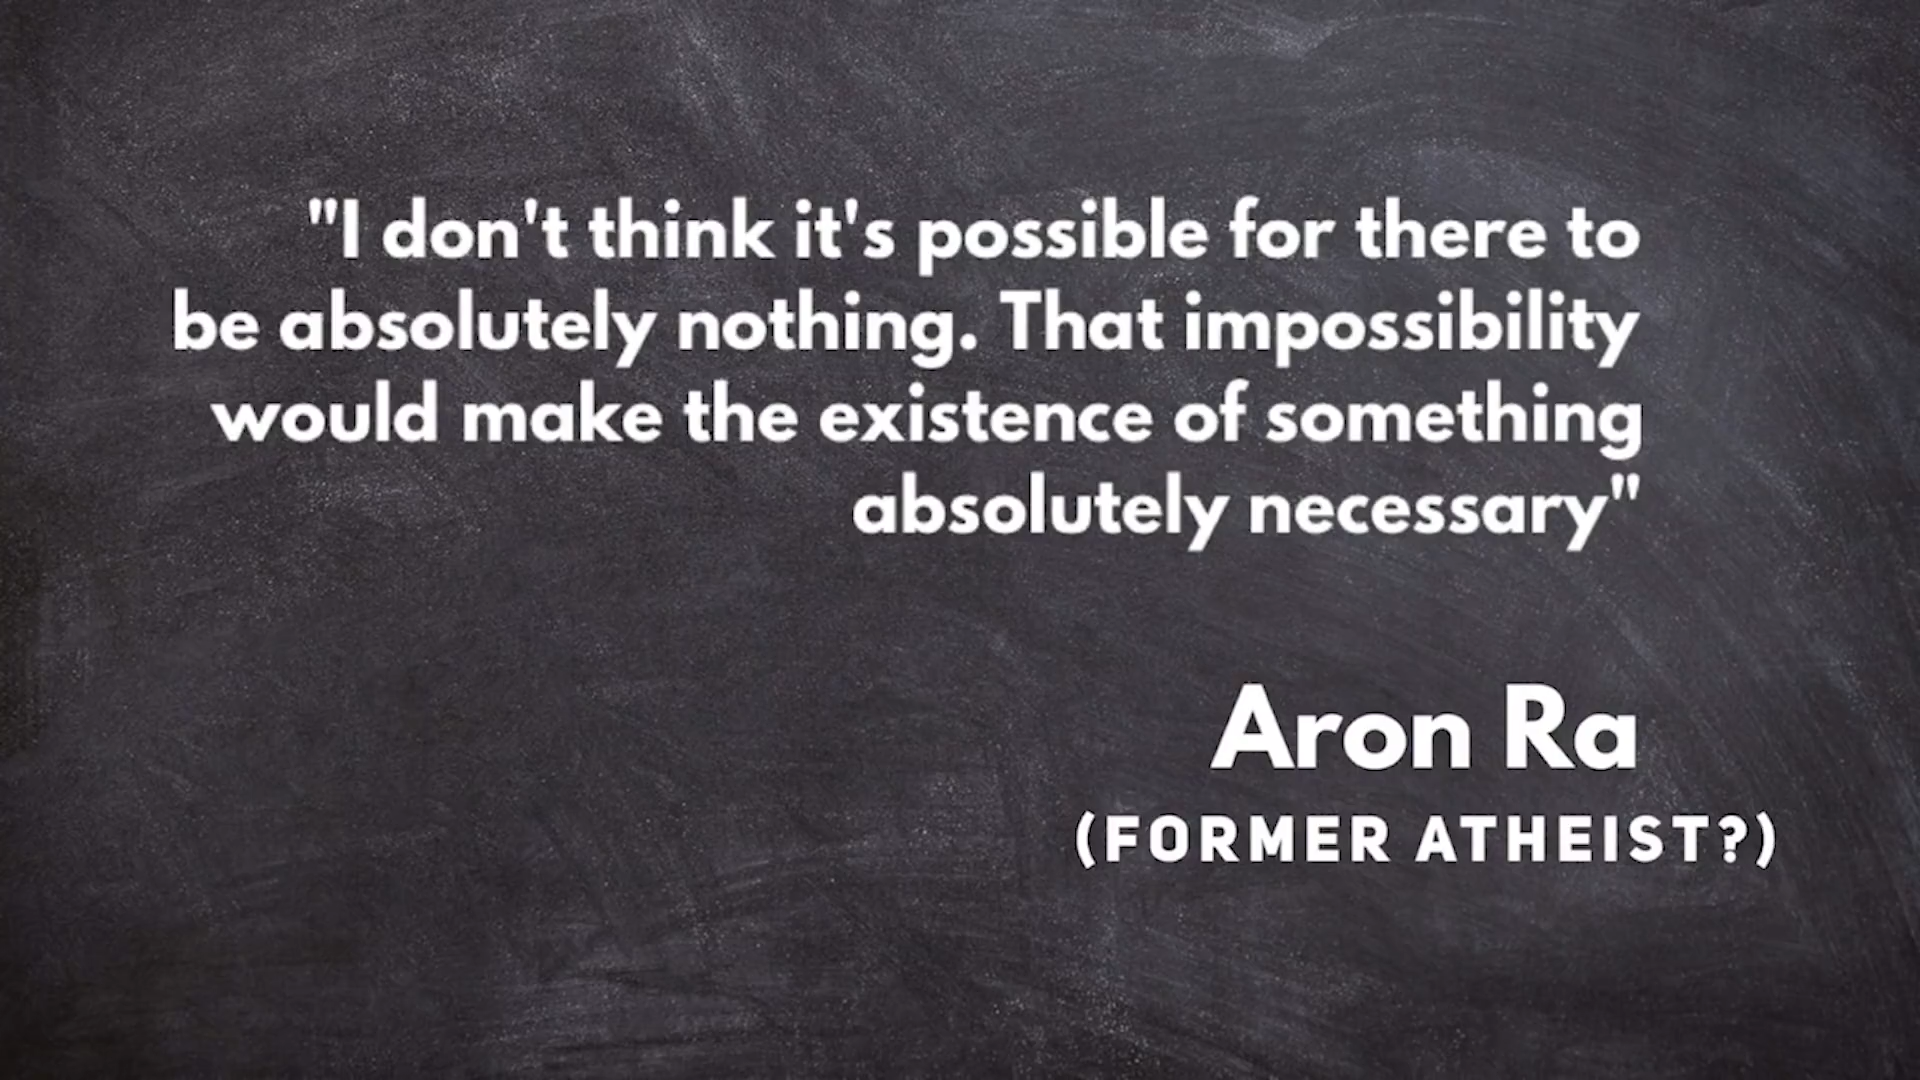 "I don't think it's possible for there to
be absolutely nothing. That impossibility
would make the existence of something
absolutely necessary"
Aron Ra
(FORMER ATHEIST?)